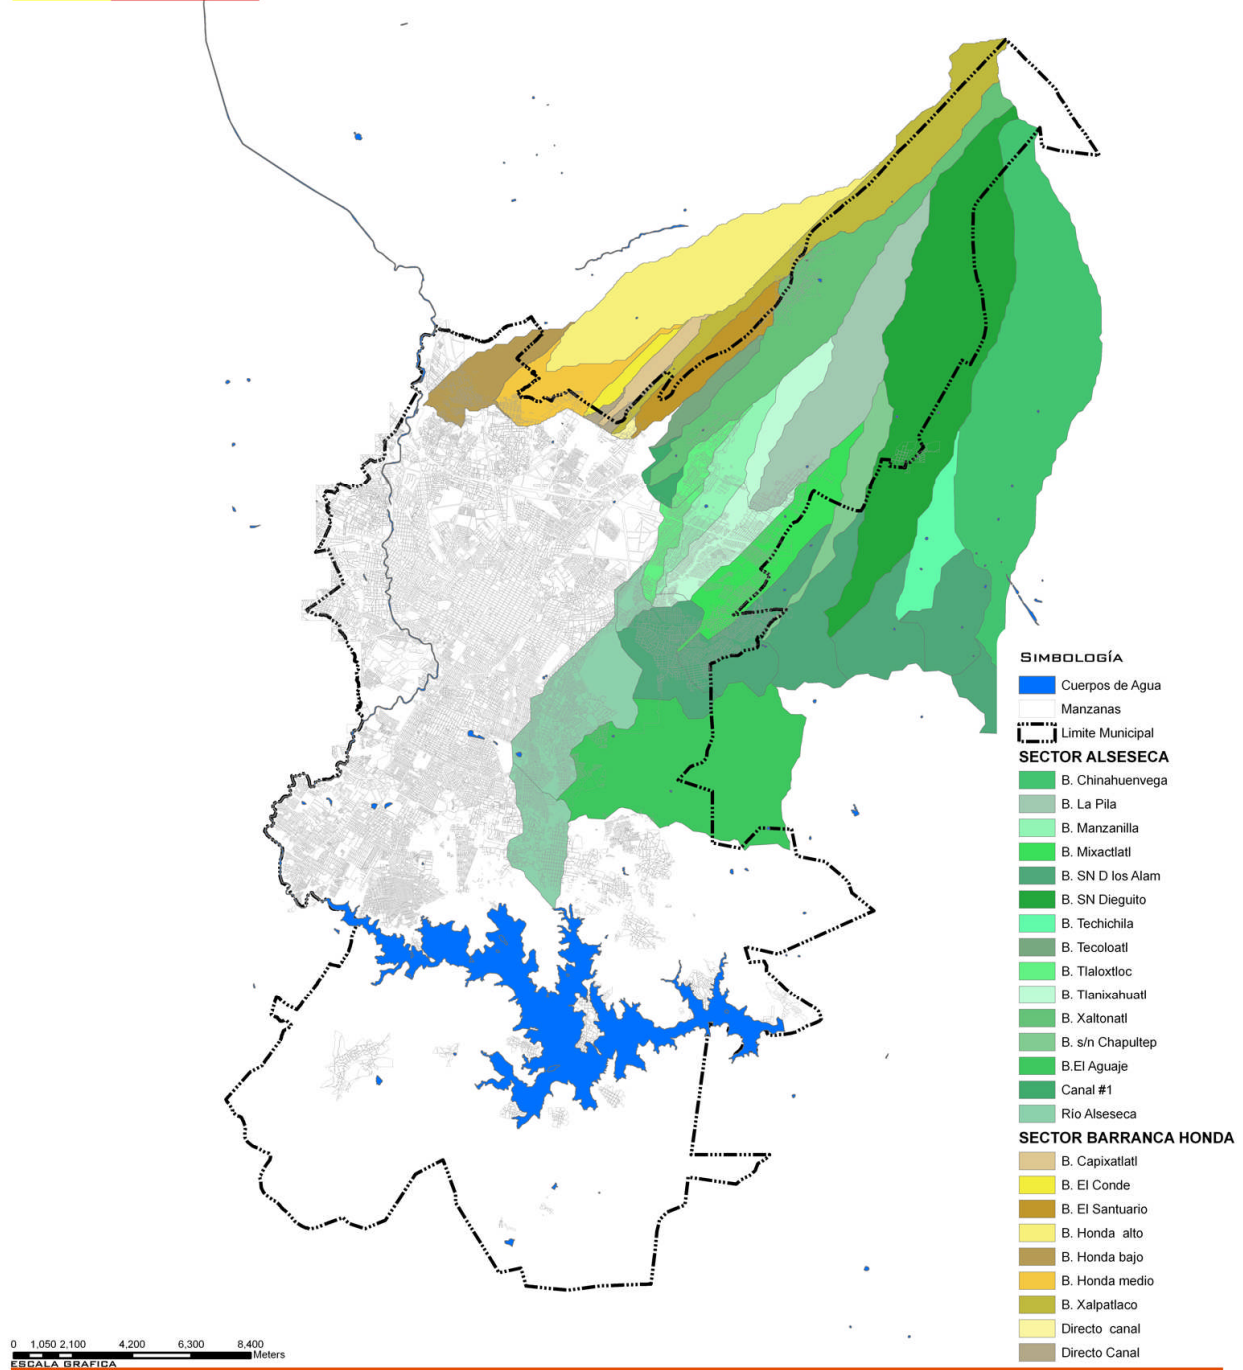 SIMBOLOGÍA
Cuerpos de Agua
Manzanas
Limite Municipal
SECTOR ALSESECA
B. Chinahuenvega
B. La Pila
B. Manzanilla
B. Mixactlatl
B. SN D los Alam
B. SN Dieguito
B. Techichila
B. Tecoloatl
B. Tlaloxtloc
B. Tlanixahuatl
B. Xaltonatl
B. s/n Chapultep
B.El Aguaje
Canal #1
Rio Alseseca
SECTOR BARRANCA HONDA
B. Capixatlatl
B. El Conde
B. El Santuario
B. Honda alto
B. Honda bajo
B. Honda medio
B. Xalpatlaco
Directo canal
Directo Canal
0 1,050 2,100 4,200 6,300 8,400
Meters
ESCALA GRAFICA